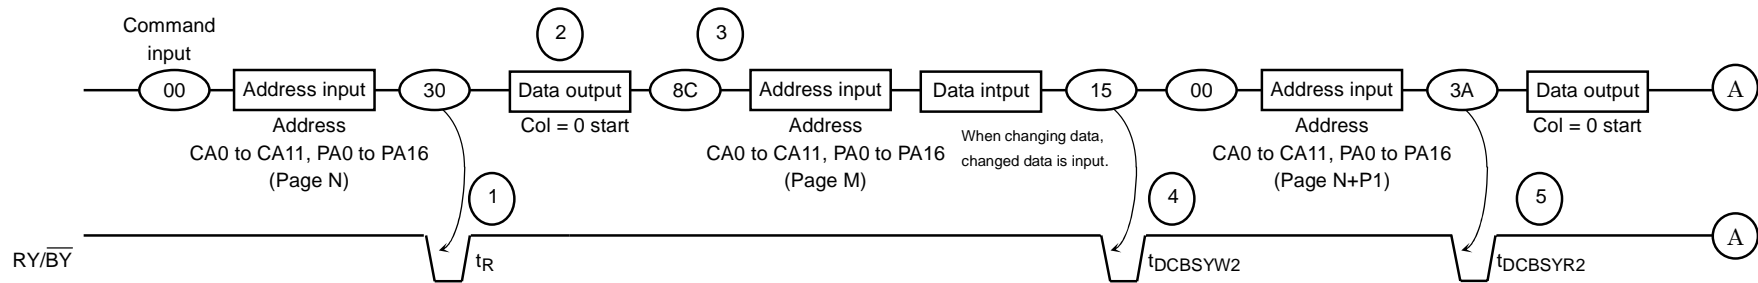 Command
input
2
3
00
Address input
30
Data output
8C
Address input
Data intput
15
00
Address input
3A
Data output
A
Address
CA0 to CA11, PA0 to PA16
(Page N)
Col = 0 start
Address
CA0 to CA11, PA0 to PA16
(Page M)
When changing data,
changed data is input.
Address
CA0 to CA11, PA0 to PA16
(Page N+P1)
Col = 0 start
1
4
5
RY/BY
tR
tDCBSYW2
tDCBSYR2
A